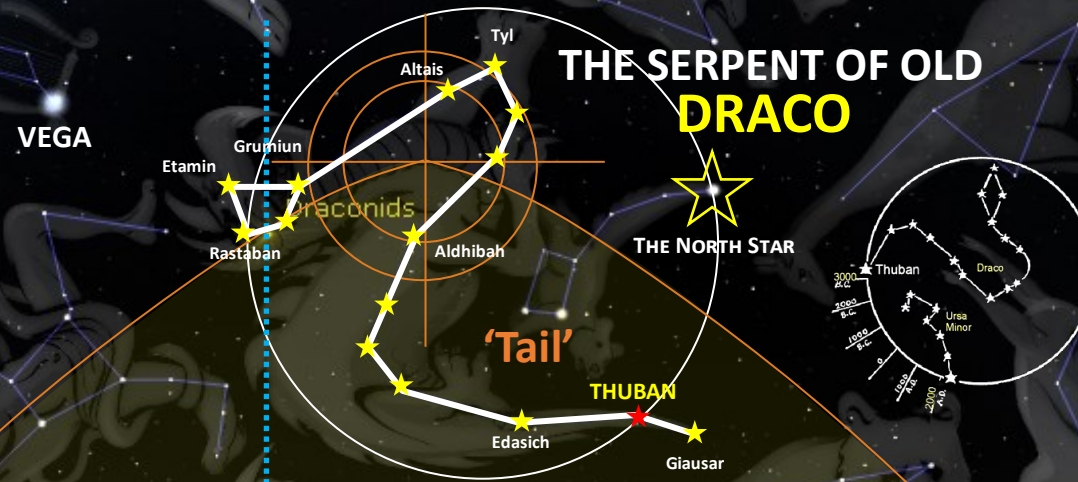 Tyl
THE SERPENT OF OLD
DRACO
Altais
VEGA
Grumiun
Etamin
Draconids
Rastaban
Aldhibah
THE NORTH STAR
'Tail'
THUBAN
Edasich
Giausar
Thuban
Draco
Ursa
Minor
3000
B.C.
2000
B.C.
1000
B.C.
0
1000
A.D.
2000
A.D.